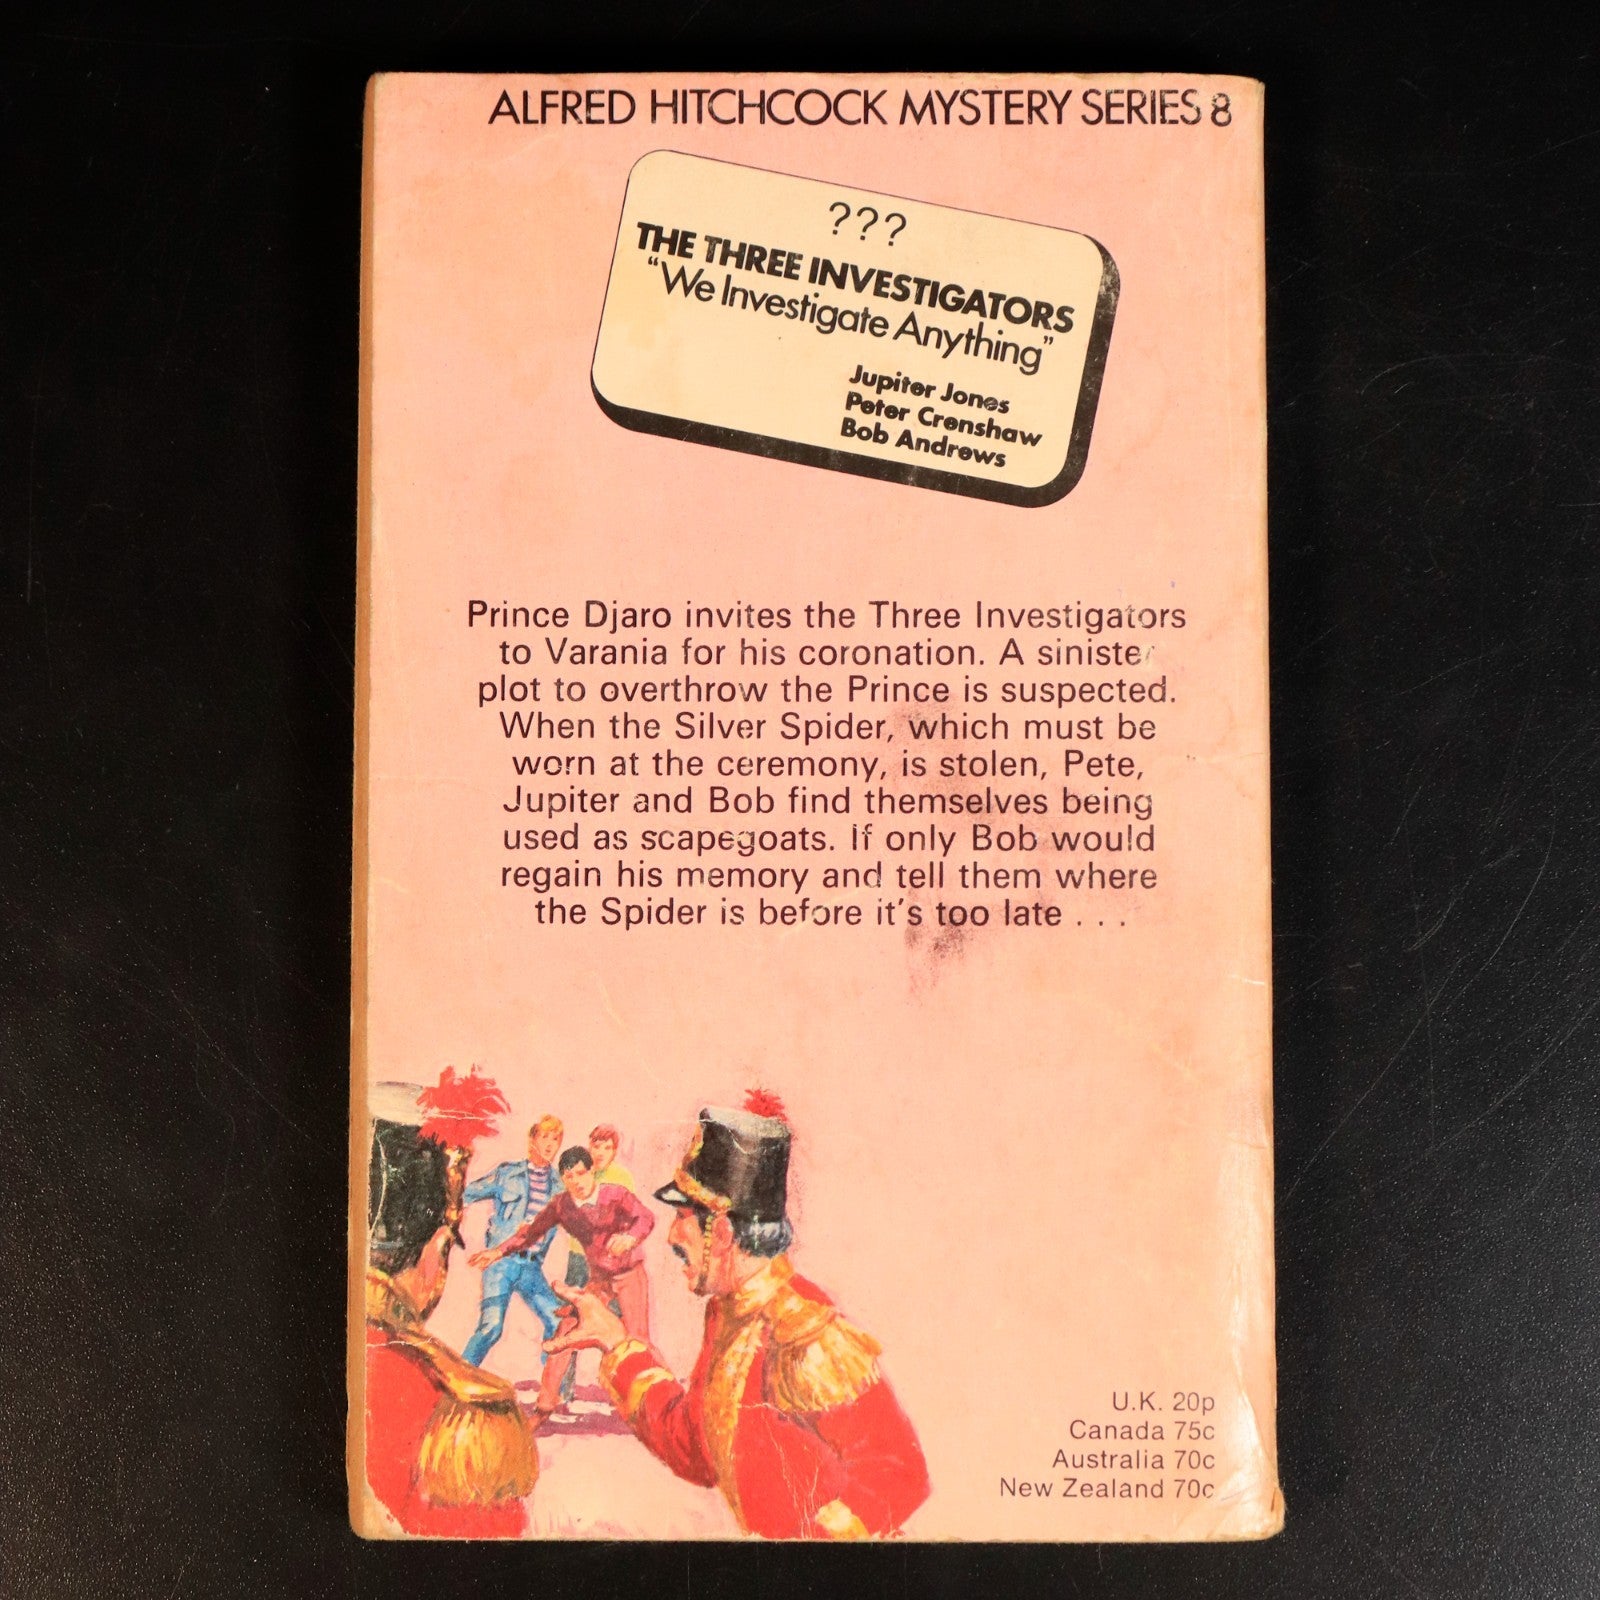 ALFRED HITCHCOCK MYSTERY SERIES 8
???
THE THREE INVESTIGATORS
“We Investigate Anything”
Jupiter Jones
Peter Crenshaw
Bob Andrews
Prince Djaro invites the Three Investigators
to Varania for his coronation. A sinister
plot to overthrow the Prince is suspected.
When the Silver Spider, which must be
worn at the ceremony, is stolen, Pete,
Jupiter and Bob find themselves being
used as scapegoats. If only Bob would
regain his memory and tell them where
the Spider is before it's too late . . .
U.K. 20p
Canada 75c
Australia 70c
New Zealand 70c